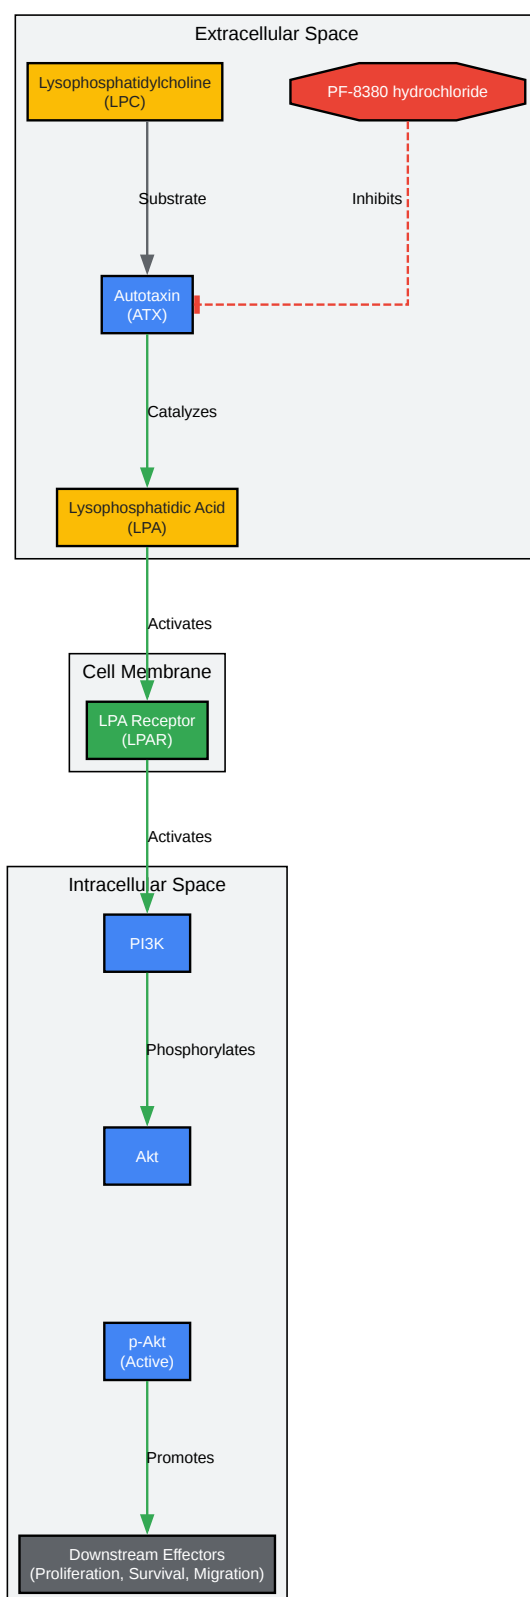 Extracellular Space
Lysophosphatidylcholine
(LPC)
PF-8380 hydrochloride
Substrate
Inhibits
Autotaxin
(ATX)
Catalyzes
Lysophosphatidic Acid
(LPA)
Activates
Cell Membrane
LPA Receptor
(LPAR)
Activates
Intracellular Space
PI3K
Phosphorylates
Akt
p-Akt
(Active)
Promotes
Downstream Effectors
(Proliferation, Survival, Migration)